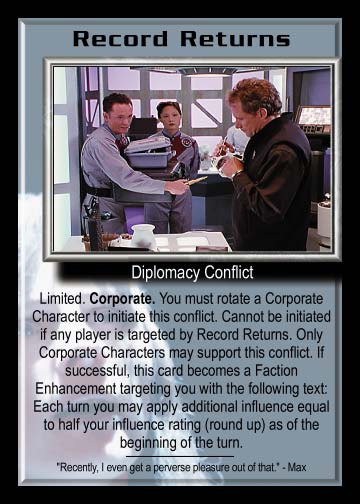 Record Returns
Diplomacy Conflict
Limited. Corporate. You must rotate a Corporate
Character to initiate this conflict. Cannot be initiated
if any player is targeted by Record Returns. Only
Corporate Characters may support this conflict. If
successful, this card becomes a Faction
Enhancement targeting you with the following text:
Each turn you may apply additional influence equal
to half your influence rating (round up) as of the
beginning of the turn.
"Recently, I even get a perverse pleasure out of that." - Max